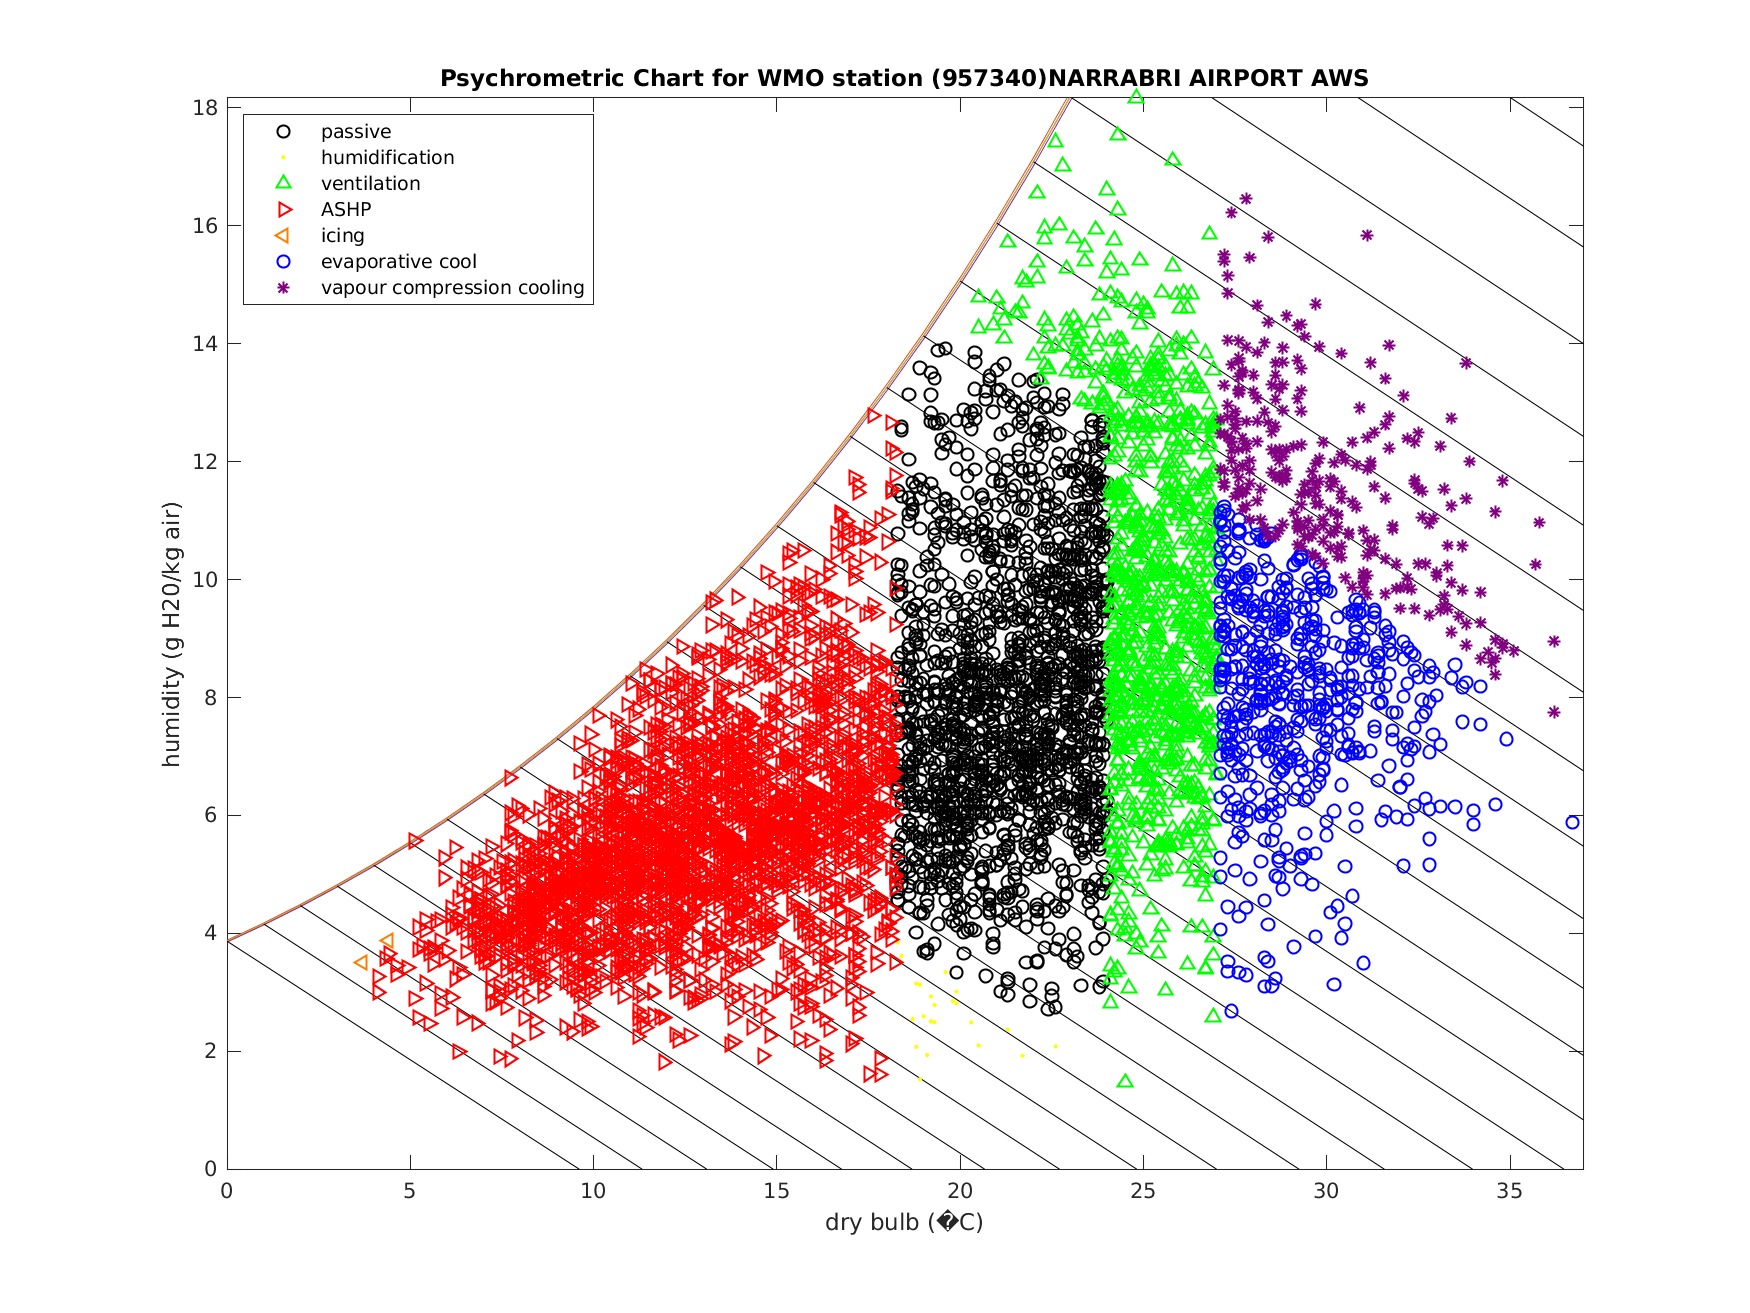 Psychrometric Chart for WMO station (957340)NARRABRI AIRPORT AWS
passive
humidification
ventilation
ASHP
icing
evaporative cool
vapour compression cooling
humidity (g H20/kg air)
18
16
14
12
10
8
6
4
2
0
0 5 10 15 20 25 30 35
dry bulb (�C)